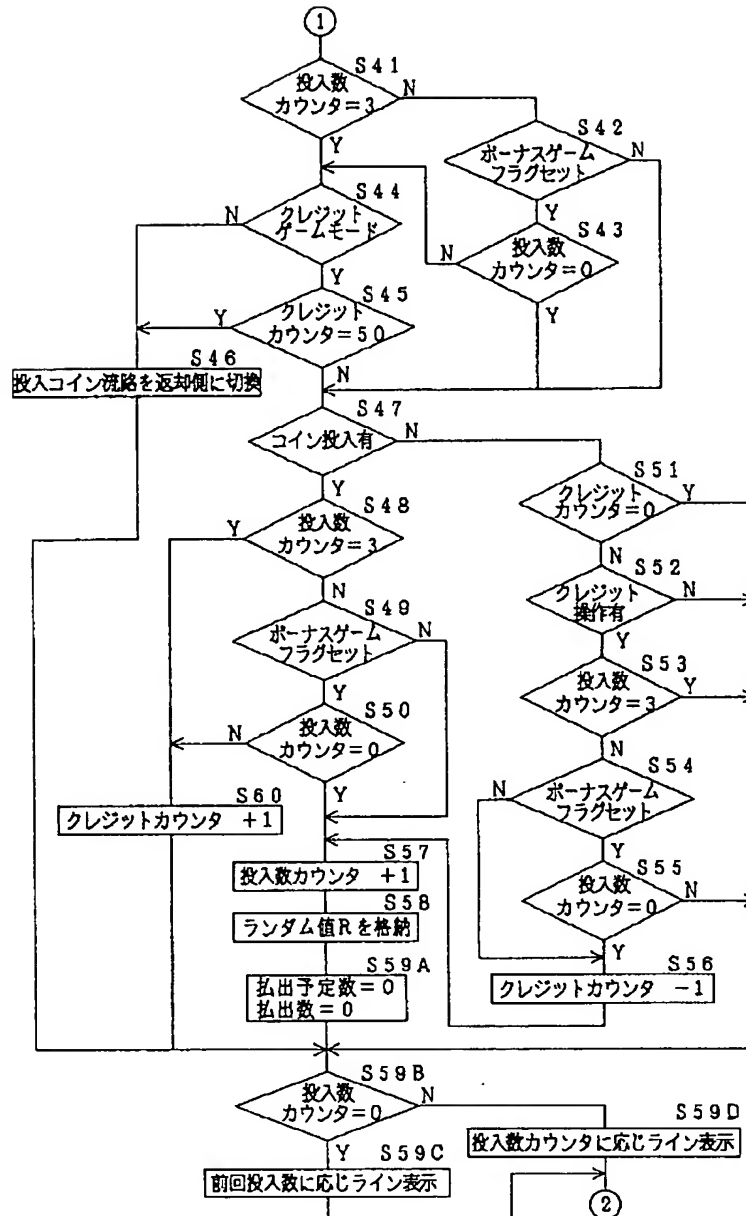 1
S41
投入数
カウンタ=3
N
Y
S42
ボーナスゲーム
フラグセット
N
Y
S43
投入数
カウンタ=0
N
Y
S44
クレジット
ゲームモード
N
Y
S45
クレジット
カウンタ=50
Y
N
S46
投入コイン流路を返却側に切換
S47
コイン投入有
N
Y
S48
投入数
カウンタ=3
Y
N
S49
ボーナスゲーム
フラグセット
N
Y
S50
投入数
カウンタ=0
N
Y
S60
クレジットカウンタ +1
S51
クレジット
カウンタ=0
Y
N
S52
クレジット
操作有
N
Y
S53
投入数
カウンタ=3
Y
N
S54
ボーナスゲーム
フラグセット
N
Y
S55
投入数
カウンタ=0
N
Y
S56
クレジットカウンタ -1
S57
投入数カウンタ +1
S58
ランダム値Rを格納
S59A
払出予定数=0
払出数=0
S59B
投入数
カウンタ=0
N
Y
S59C
前回投入数に応じライン表示
S59D
投入数カウンタに応じライン表示
2